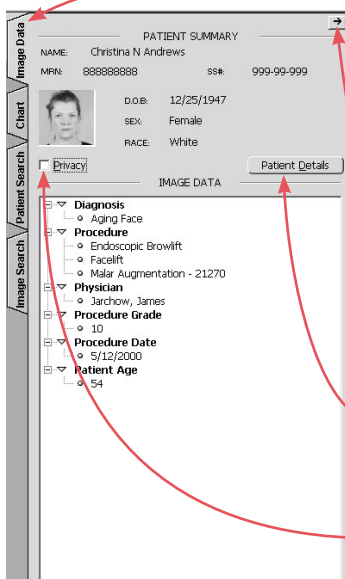 Image Data
Chart
Patient Search
Image Search
PATIENT SUMMARY
NAME: Christina N Andrews
MRN: 888888888 SS#: 999-99-999
D.O.B: 12/25/1947
SEX: Female
RACE: White
Privacy Patient Details
IMAGE DATA
Diagnosis
Aging Face
Procedure
Endoscopic Browlift
Facelift
Malar Augmentation - 21270
Physician
Jarchow, James
Procedure Grade
10
Procedure Date
5/12/2000
Patient Age
54